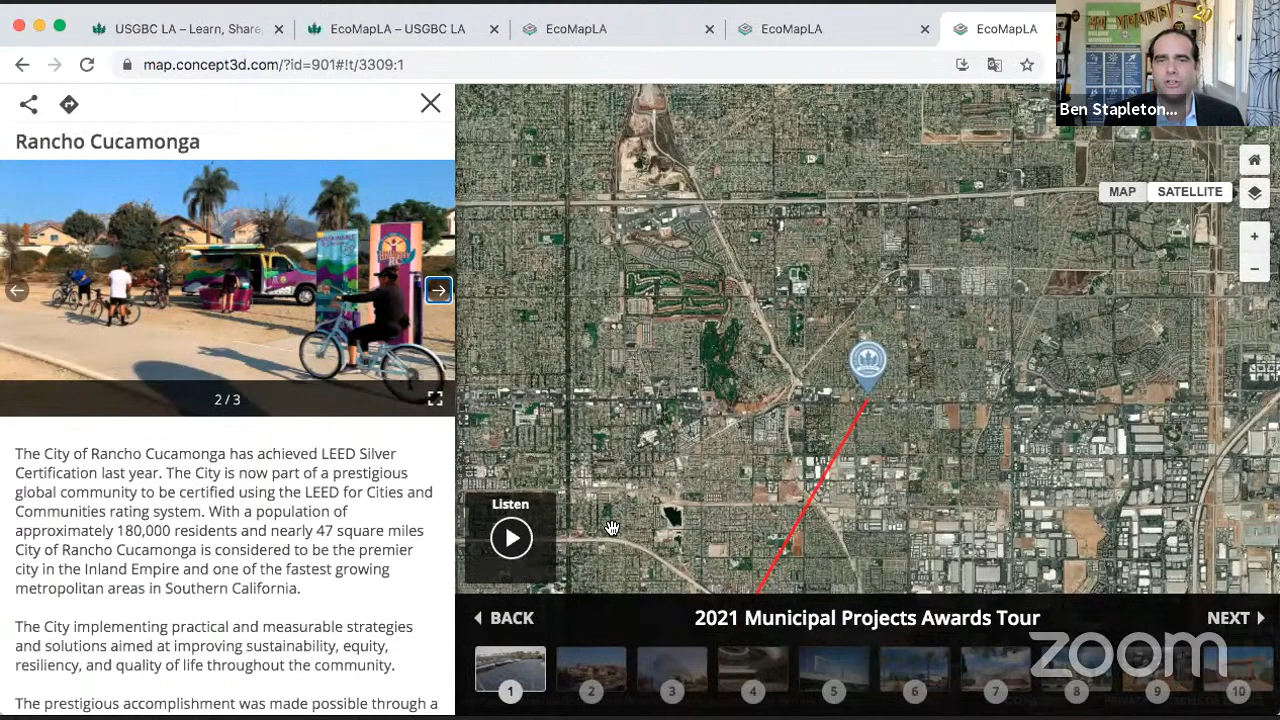 USGBC LA – Learn, Share
EcoMapLA – USGBC LA
EcoMapLA
EcoMapLA
EcoMapLA
map.concept3d.com/?id=901#!t/3309:1
Ben Stapleton...
Rancho Cucamonga
MAP
SATELLITE
2 / 3
The City of Rancho Cucamonga has achieved LEED Silver
Certification last year. The City is now part of a prestigious
global community to be certified using the LEED for Cities and
Communities rating system. With a population of
approximately 180,000 residents and nearly 47 square miles
City of Rancho Cucamonga is considered to be the premier
city in the Inland Empire and one of the fastest growing
metropolitan areas in Southern California.
The City implementing practical and measurable strategies
and solutions aimed at improving sustainability, equity,
resiliency, and quality of life throughout the community.
The prestigious accomplishment was made possible through a
Listen
BACK
2021 Municipal Projects Awards Tour
NEXT
1
2
3
4
5
6
7
8
9
10
zoom